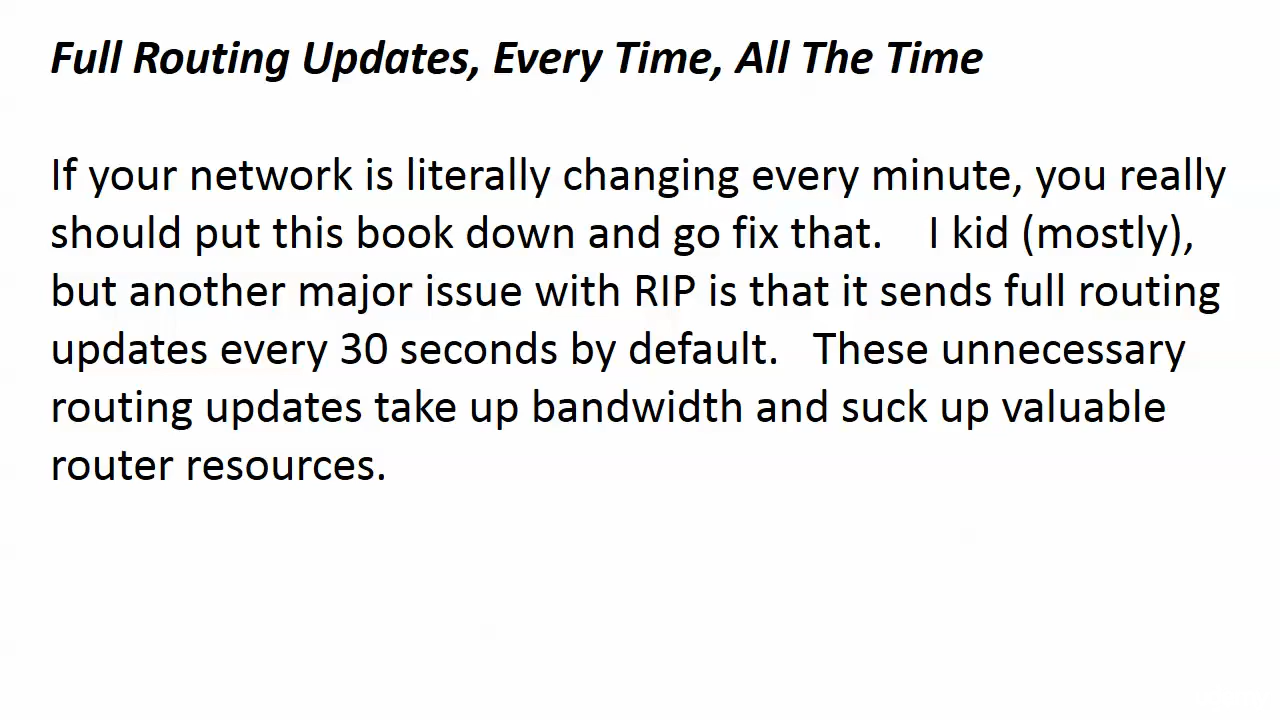 Full Routing Updates, Every Time, All The Time
If your network is literally changing every minute, you really
should put this book down and go fix that.    I kid (mostly),
but another major issue with RIP is that it sends full routing
updates every 30 seconds by default.   These unnecessary
routing updates take up bandwidth and suck up valuable
router resources.